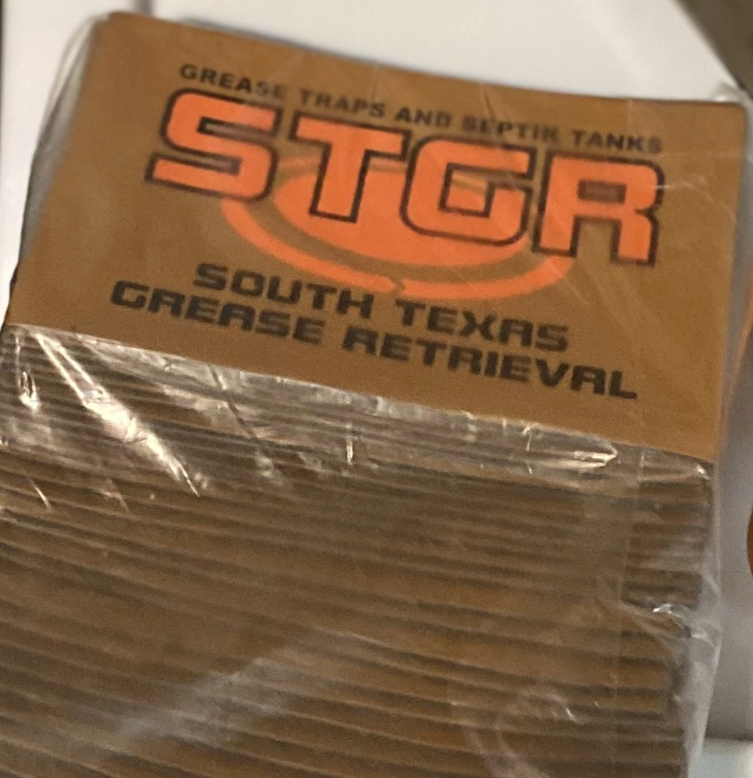 GREASE TRAPS AND SEPTIK TANKS
STGR
SOUTH TEXAS
GREASE RETRIEVAL